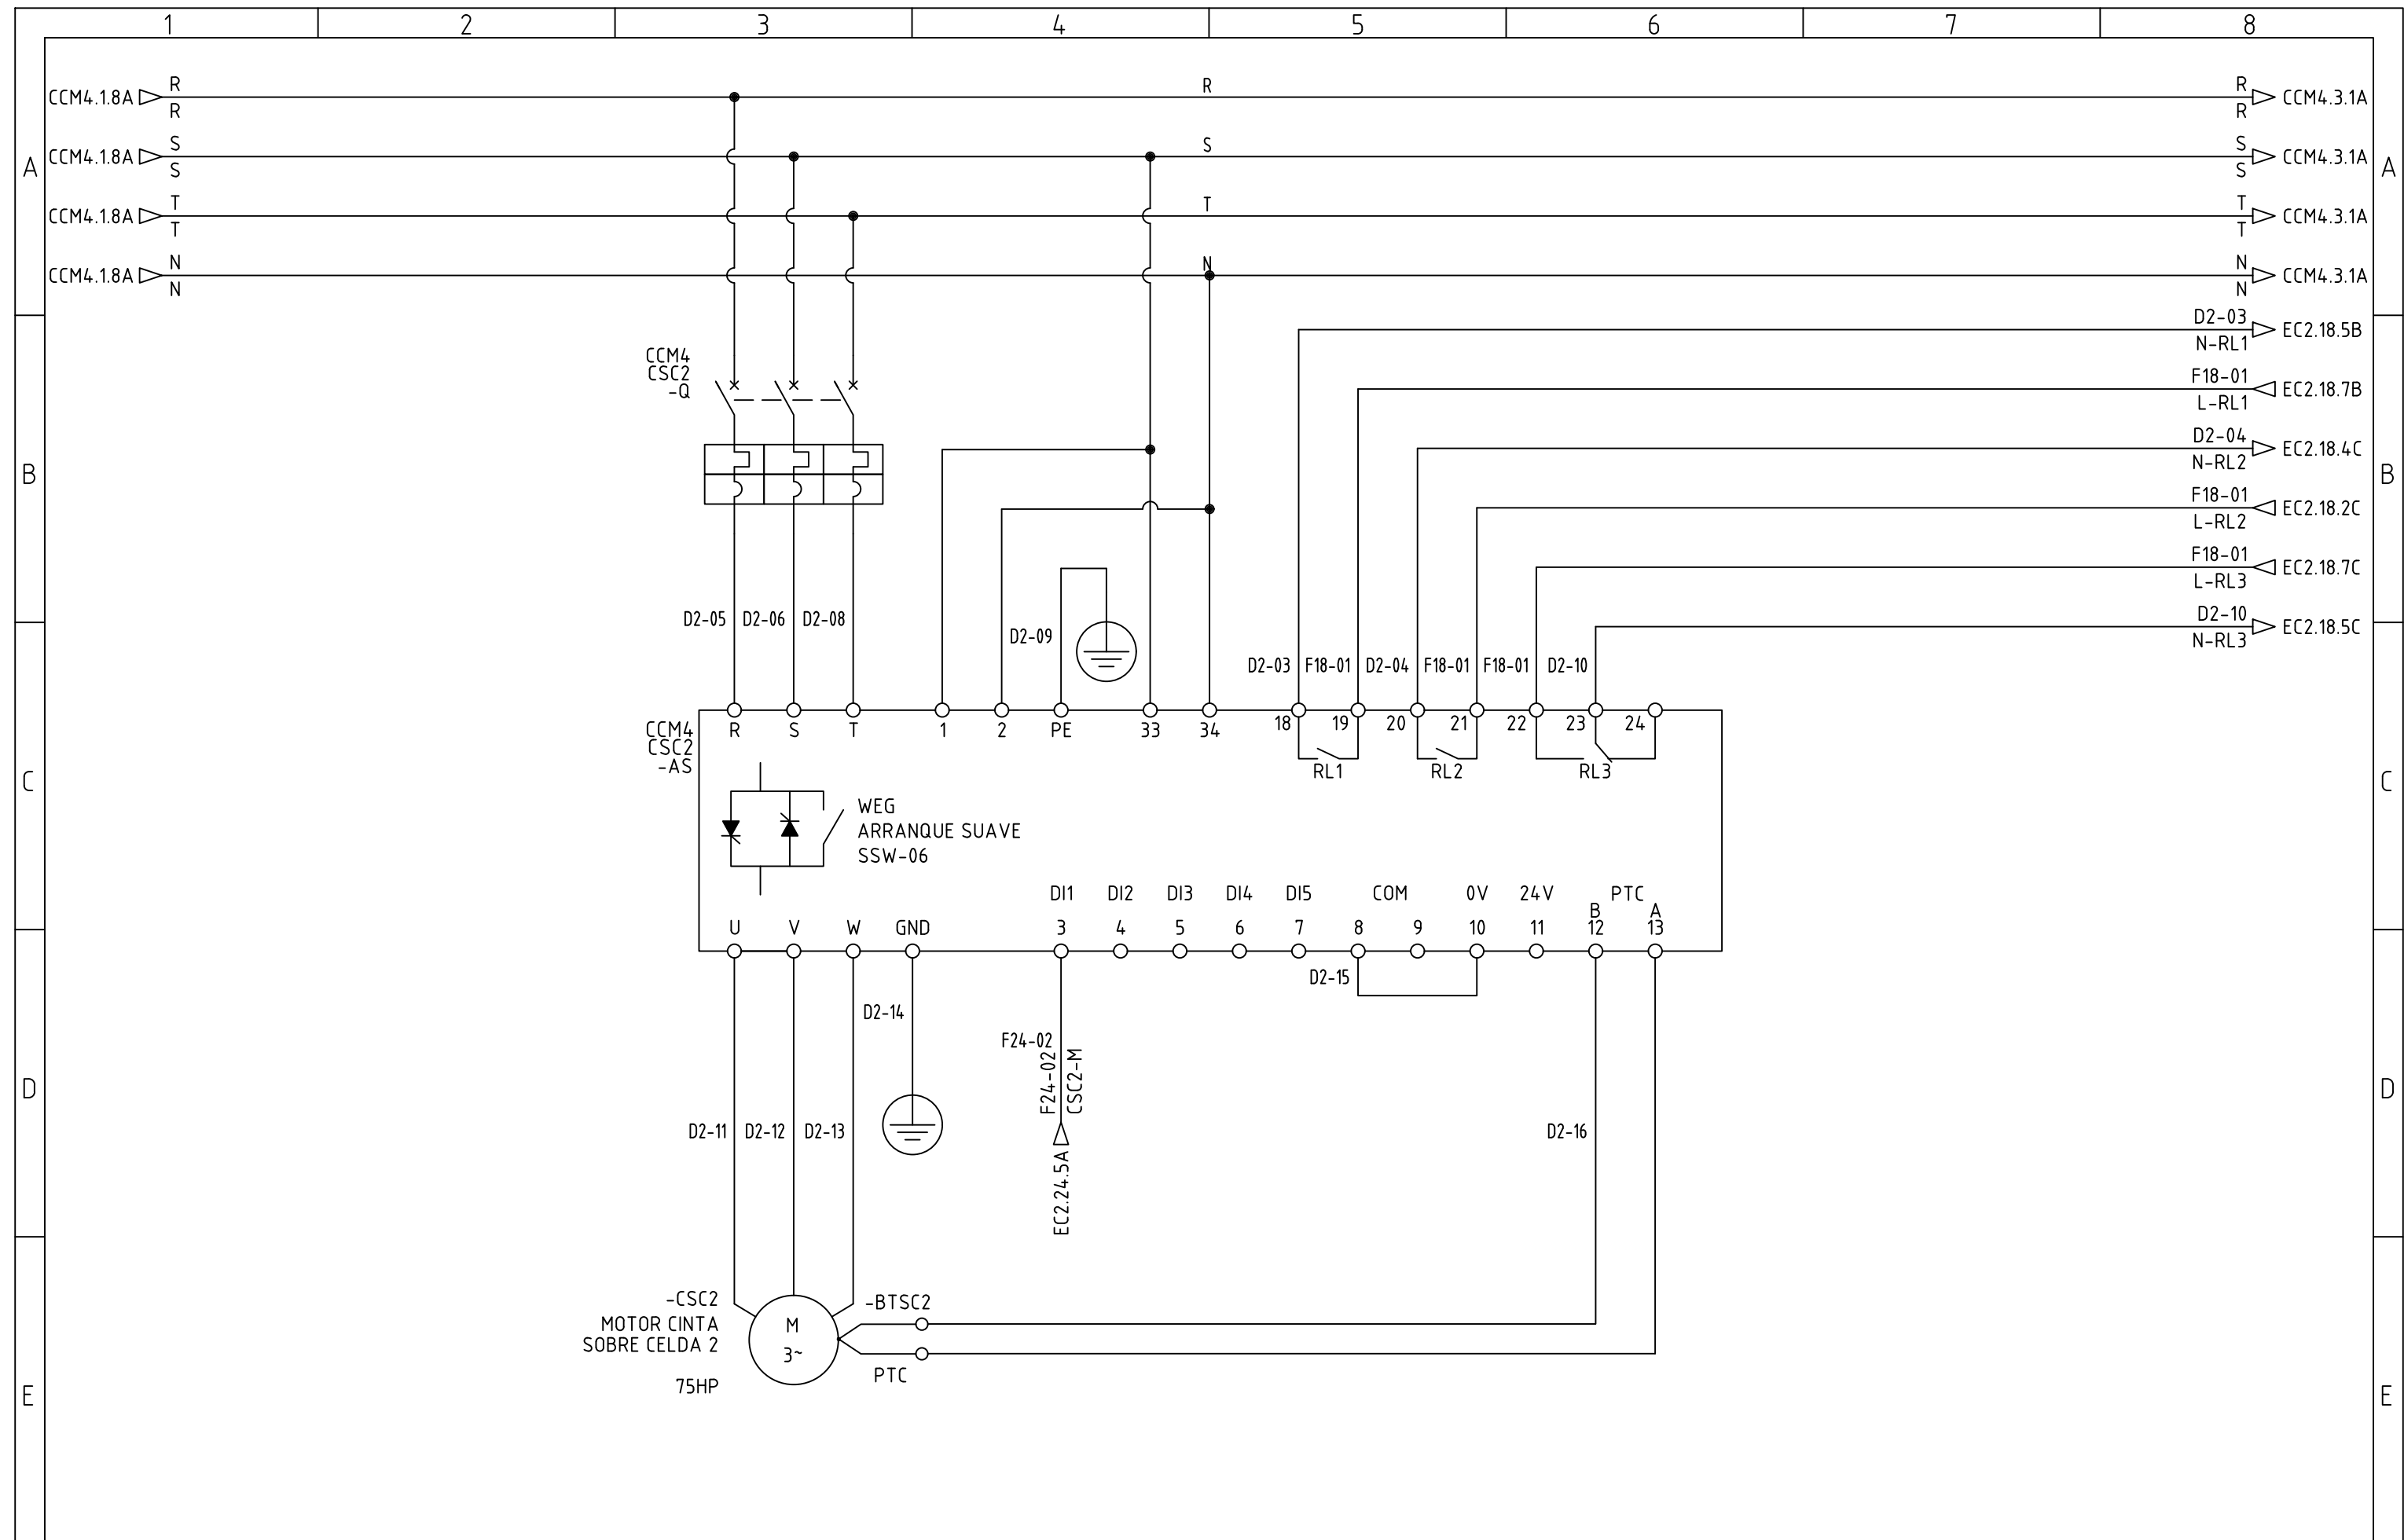 1 2 3 4 5 6 7 8
CCM4.1.8A R R R CCM4.3.1A
R R
A CCM4.1.8A S S S CCM4.3.1A A
S S
CCM4.1.8A T T T CCM4.3.1A
T T
CCM4.1.8A N N N CCM4.3.1A
N N
D2-03 EC2.18.5B
N-RL1
CCM4
CSC2
-Q
F18-01 EC2.18.7B
L-RL1
D2-04 EC2.18.4C
B N-RL2 B
F18-01 EC2.18.2C
L-RL2
F18-01 EC2.18.7C
L-RL3
D2-05 D2-06 D2-08 D2-09
D2-10 EC2.18.5C
N-RL3
D2-03 F18-01 D2-04 F18-01 F18-01 D2-10
CCM4 R S T 1 2 PE 33 34 18 19 20 21 22 23 24
CSC2
-AS
C RL1 RL2 RL3 C
WEG
ARRANQUE SUAVE
SSW-06
DI1 DI2 DI3 DI4 DI5 COM 0V 24V PTC
B A
U V W GND 3 4 5 6 7 8 9 10 11 12 13
D2-15
D2-14
F24-02
F24-02
CSC2-M
D D
D2-11 D2-12 D2-13 D2-16
EC2.24.5A
-CSC2 -BTSC2
MOTOR CINTA M
SOBRE CELDA 2 3~
PTC
75HP
E E